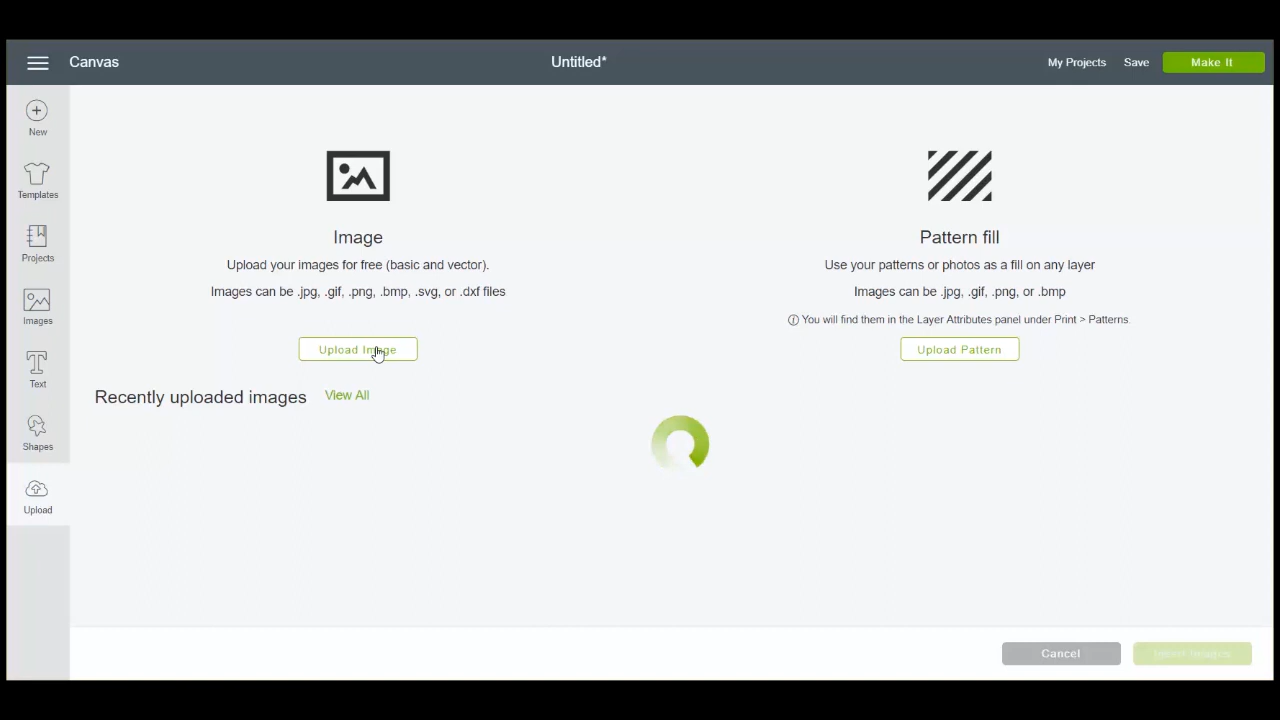 Canvas
Untitled*
My Projects
Save
Make It
New
Templates
Projects
Images
Text
Shapes
Upload
Image
Upload your images for free (basic and vector).
Images can be .jpg, .gif, .png, .bmp, .svg, or .dxf files
Upload Image
Pattern fill
Use your patterns or photos as a fill on any layer
Images can be .jpg, .gif, .png, or .bmp
You will find them in the Layer Attributes panel under Print > Patterns
Upload Pattern
Recently uploaded images
View All
Cancel
Insert Images